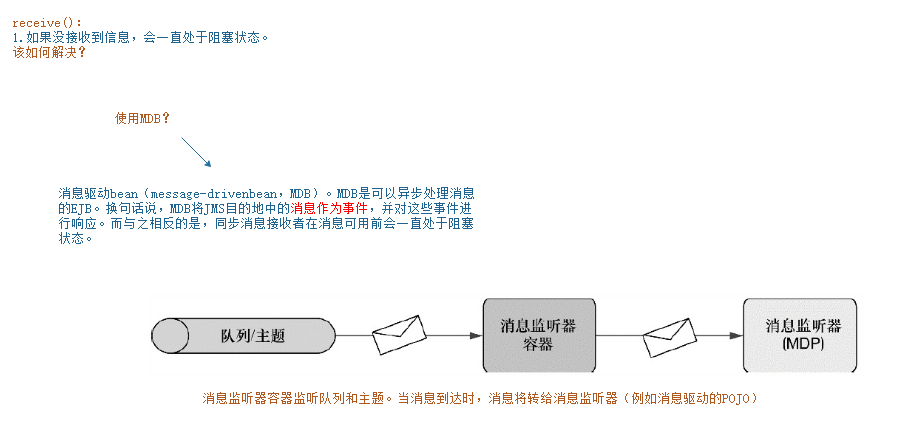 receive():
1.如果没接收到信息，会一直处于阻塞状态。
该如何解决？
使用MDB？
消息驱动bean（message-drivenbean，MDB）。MDB是可以异步处理消息
的EJB。换句话说，MDB将JMS目的地中的消息作为事件，并对这些事件进
行响应。而与之相反的是，同步消息接收者在消息可用前会一直处于阻塞
状态。
队列/主题
消息监听器
容器
消息监听器
(MDP)
消息监听器容器监听队列和主题。当消息到达时，消息将转给消息监听器（例如消息驱动的POJO）